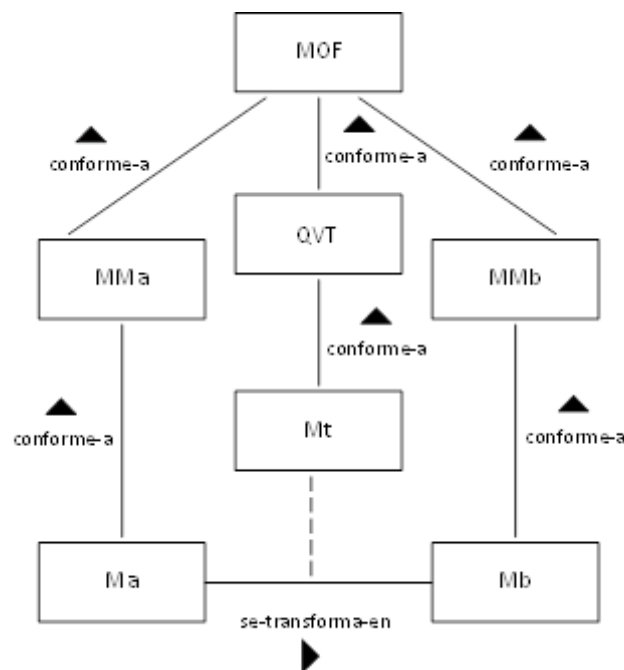 MOF
conforme-a
conforme-a
conforme-a
QVT
MMa
MMb
conforme-a
conforme-a
conforme-a
Mt
Ma
Mb
se-transforma-en